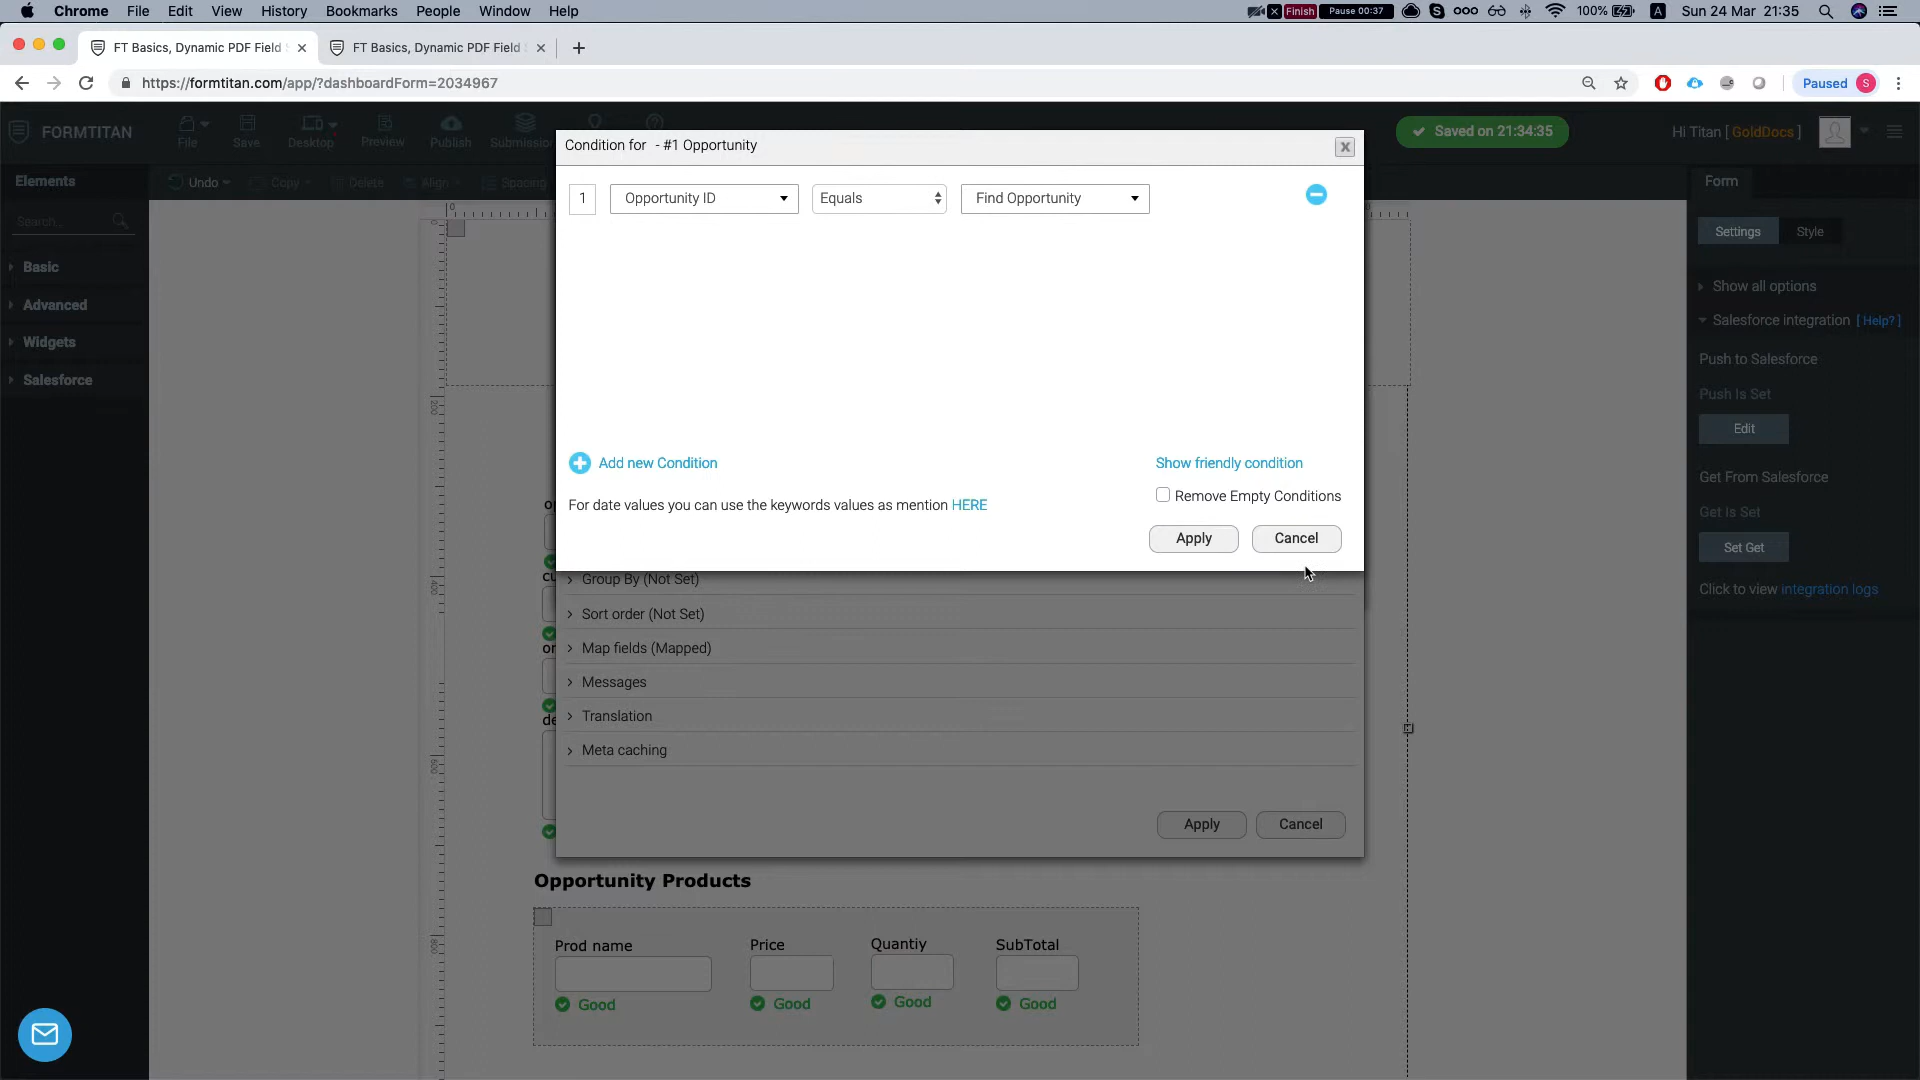 Chrome File Edit View History Bookmarks People Window Help
Finish Pause 00:37 100% A Sun 24 Mar 21:35
FT Basics, Dynamic PDF Field
FT Basics, Dynamic PDF Field
https://formtitan.com/app/?dashboardForm=2034967
Paused S
FORMTITAN
File Save Desktop Preview Publish Submission
Saved on 21:34:35
Hi Titan [ GoldDocs ]
Elements
Undo Copy Delete Align Spacing
Search...
Basic
Advanced
Widgets
Salesforce
Condition for - #1 Opportunity
X
1 Opportunity ID Equals Find Opportunity
Add new Condition
Show friendly condition
Remove Empty Conditions
For date values you can use the keywords values as mention HERE
Apply Cancel
Group By (Not Set)
Sort order (Not Set)
Map fields (Mapped)
Messages
Translation
Meta caching
Apply Cancel
Opportunity Products
Prod name Price Quantiy SubTotal
Good Good Good Good
Form
Settings Style
Show all options
Salesforce integration [ Help? ]
Push to Salesforce
Push Is Set
Edit
Get From Salesforce
Get Is Set
Set Get
Click to view integration logs
0
200
400
600
800